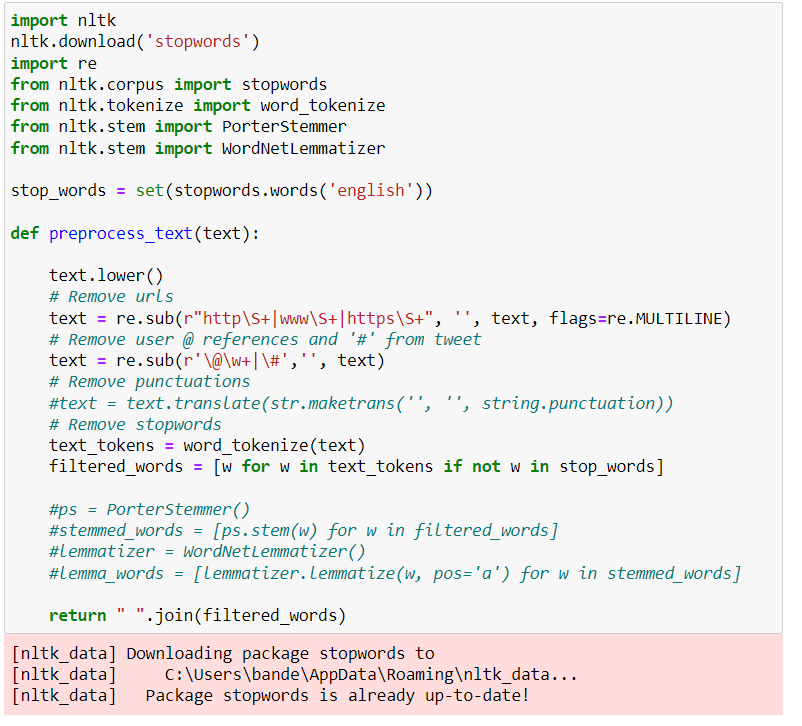 import nltk
nltk.download('stopwords')
import re
from nltk.corpus import stopwords
from nltk.tokenize import word_tokenize
from nltk.stem import PorterStemmer
from nltk.stem import WordNetLemmatizer

stop_words = set(stopwords.words('english'))

def preprocess_text(text):

    text.lower()
    # Remove urls
    text = re.sub(r"http\S+|www\S+|https\S+", '', text, flags=re.MULTILINE)
    # Remove user @ references and '#' from tweet
    text = re.sub(r'\@\w+|\#','', text)
    # Remove punctuations
    #text = text.translate(str.maketrans('', '', string.punctuation))
    # Remove stopwords
    text_tokens = word_tokenize(text)
    filtered_words = [w for w in text_tokens if not w in stop_words]

    #ps = PorterStemmer()
    #stemmed_words = [ps.stem(w) for w in filtered_words]
    #lemmatizer = WordNetLemmatizer()
    #lemma_words = [lemmatizer.lemmatize(w, pos='a') for w in stemmed_words]

    return " ".join(filtered_words)
[nltk_data] Downloading package stopwords to
[nltk_data]     C:\Users\bande\AppData\Roaming\nltk_data...
[nltk_data]   Package stopwords is already up-to-date!